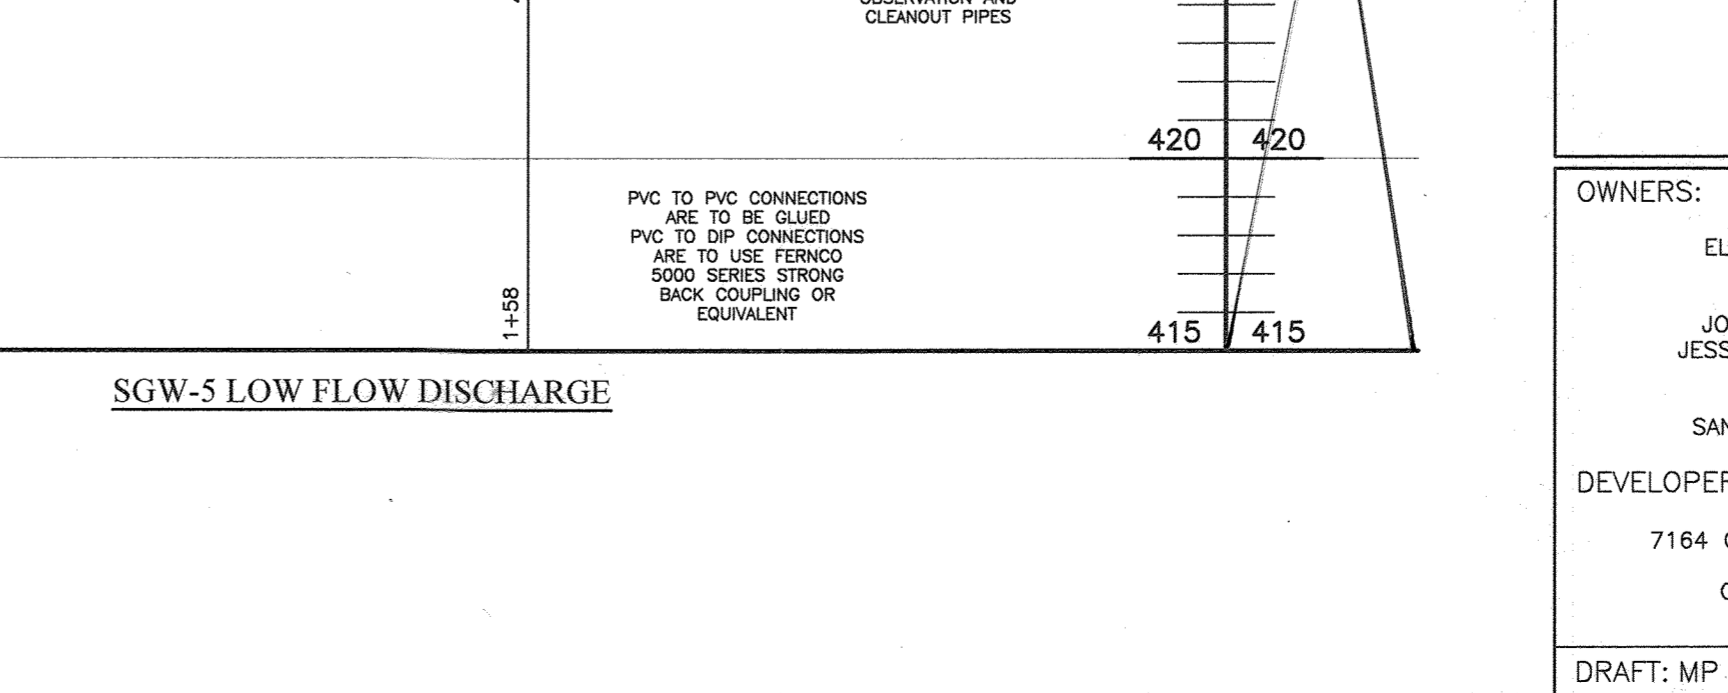 CLEANOUT PIPES
420 420
PVC TO PVC CONNECTIONS
ARE TO BE GLUED
PVC TO DIP CONNECTIONS
ARE TO USE FERNCO
5000 SERIES STRONG
BACK COUPLING OR
EQUIVALENT
1+58
415 415
SGW-5 LOW FLOW DISCHARGE
OWNERS:
JESS
DEVELOPER
7164
DRAFT: MP